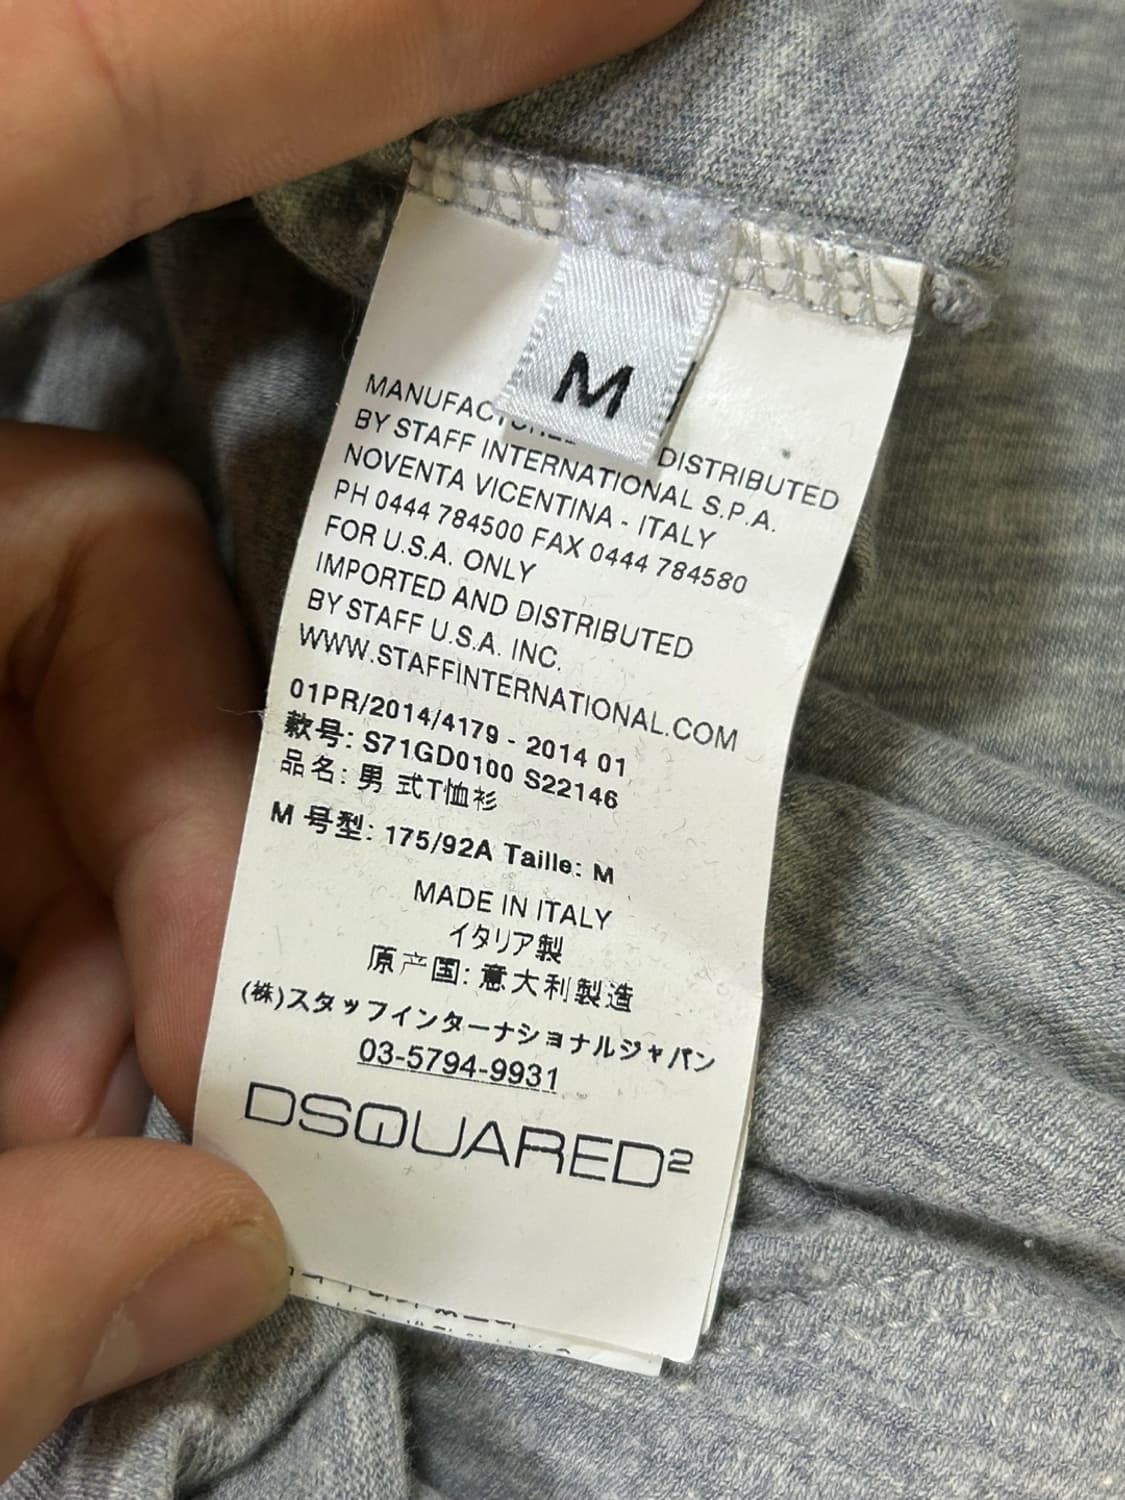 M
MANUFACTURED DISTRIBUTED
BY STAFF INTERNATIONAL S.P.A.
NOVENTA VICENTINA - ITALY
PH 0444 784500 FAX 0444 784580
FOR U.S.A. ONLY
IMPORTED AND DISTRIBUTED
BY STAFF U.S.A. INC.
WWW.STAFFINTERNATIONAL.COM
01PR/2014/4179 - 2014 01
款号: S71GD0100 S22146
品名: 男 式T恤衫
M 号型: 175/92A Taille: M
MADE IN ITALY
イタリア製
原产国: 意大利製造
(株)スタッフインターナショナルジャパン
03-5794-9931
DSQUARED2